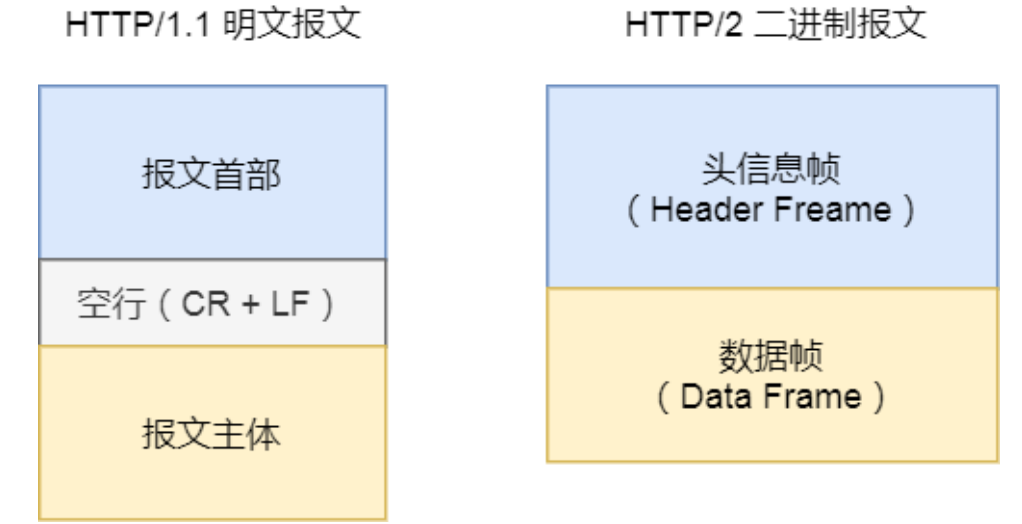 HTTP/1.1 明文报文
报文首部
空行（CR + LF）
报文主体
HTTP/2 二进制报文
头信息帧
（Header Freame）
数据帧
（Data Frame）